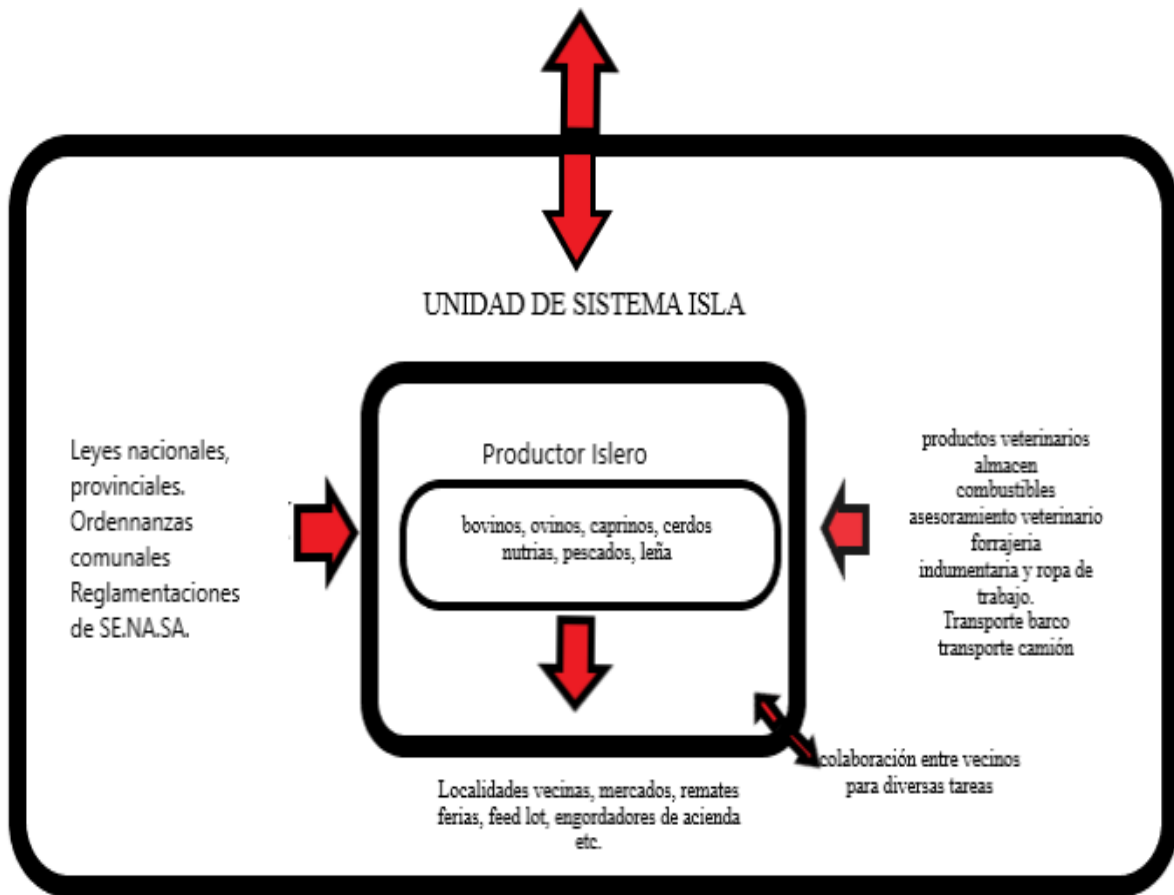 UNIDAD DE SISTEMA ISLA
Leyes nacionales,
provinciales.
Ordennanzas
comunales
Reglamentaciones
de SE.NA.SA.
Productor Islero
bovinos, ovinos, caprinos, cerdos
nutrias, pescados, leña
productos veterinarios
almacen
combustibles
asesoramiento veterinario
forrajeria
indumentaria y ropa de
trabajo.
Transporte barco
transporte camión
colaboración entre vecinos
para diversas tareas
Localidades vecinas, mercados, remates
ferias, feed lot, engordadores de acienda
etc.